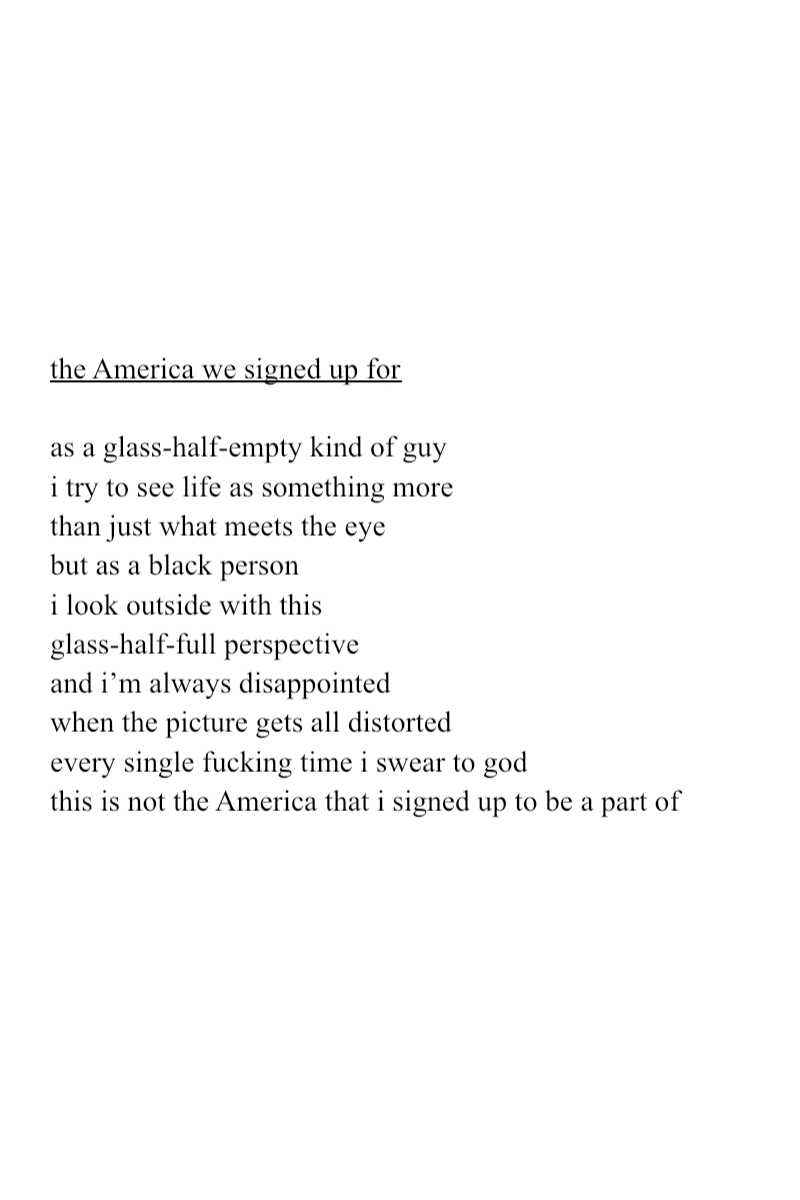 the America we signed up for
as a glass-half-empty kind of guy
i try to see life as something more
than just what meets the eye
but as a black person
i look outside with this
glass-half-full perspective
and i’m always disappointed
when the picture gets all distorted
every single fucking time i swear to god
this is not the America that i signed up to be a part of